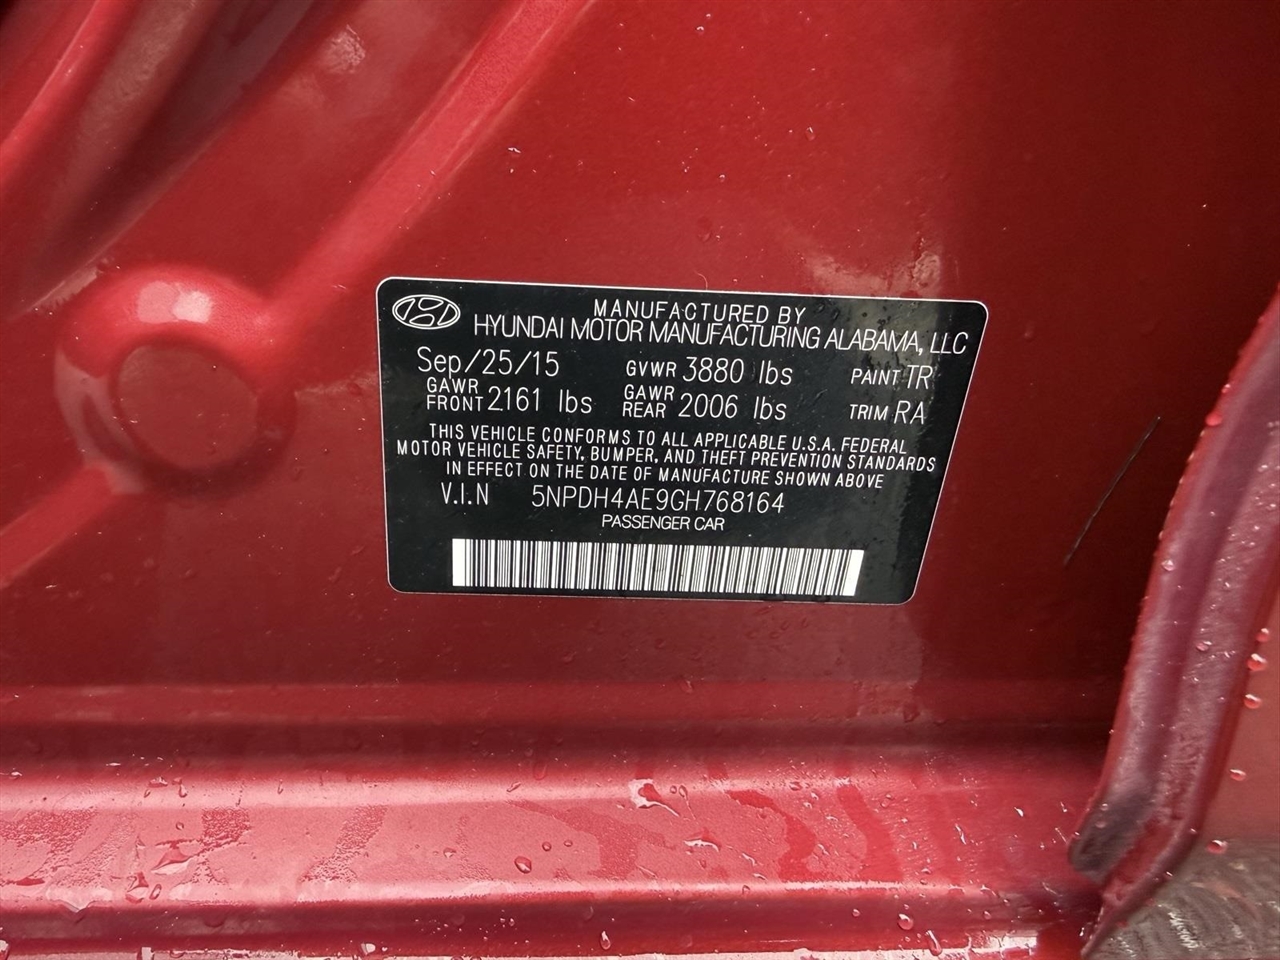 MANUFACTURED BY
HYUNDAI MOTOR MANUFACTURING ALABAMA, LLC
Sep/25/15 GVWR 3880 lbs PAINT TR
GAWR FRONT 2161 lbs GAWR REAR 2006 lbs TRIM RA
THIS VEHICLE CONFORMS TO ALL APPLICABLE U.S.A. FEDERAL
MOTOR VEHICLE SAFETY, BUMPER, AND THEFT PREVENTION STANDARDS
IN EFFECT ON THE DATE OF MANUFACTURE SHOWN ABOVE
V.I.N 5NPDH4AE9GH768164
PASSENGER CAR